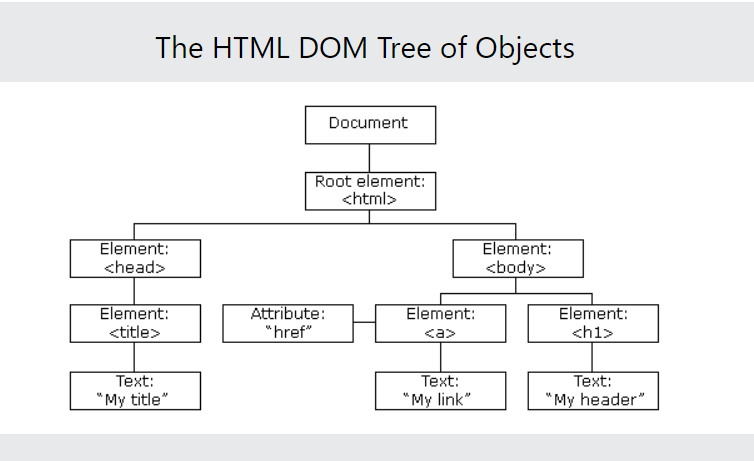 The HTML DOM Tree of Objects
Document
Root element:
<html>
Element:
<head>
Element:
<body>
Element:
<title>
Attribute:
“href”
Element:
<a>
Element:
<h1>
Text:
“My title”
Text:
“My link”
Text:
“My header”